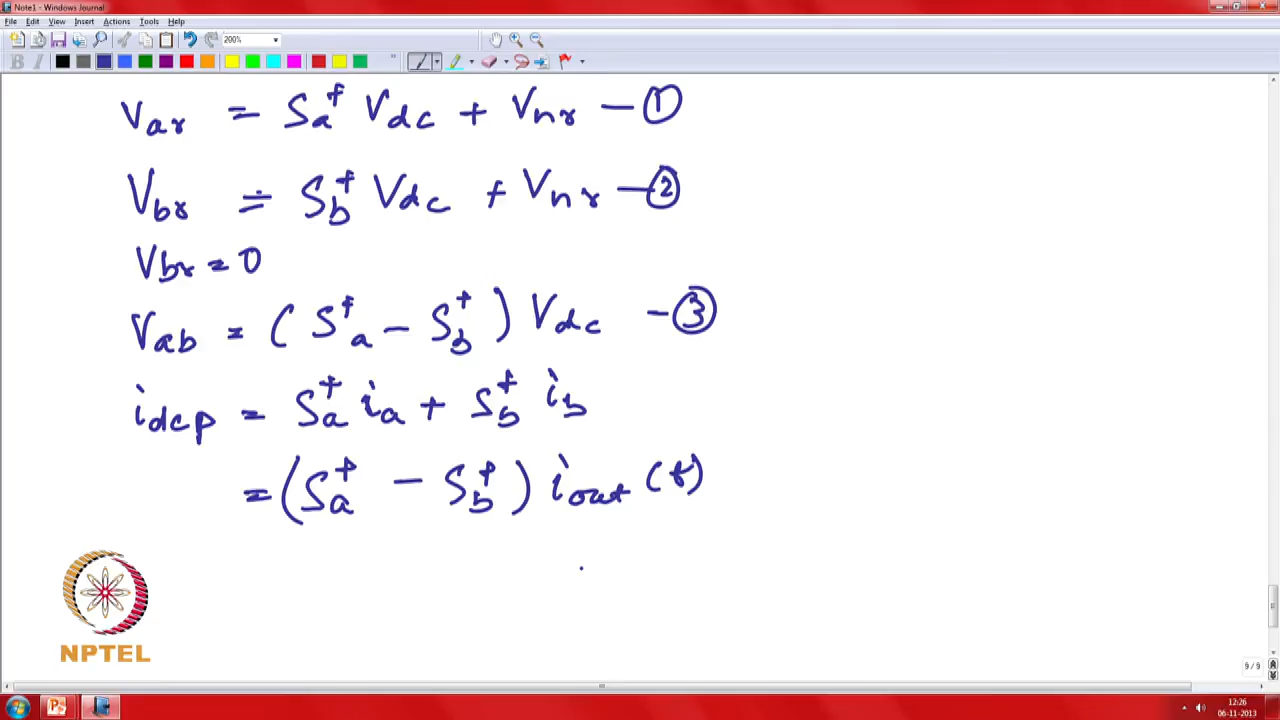 Note1 - Windows Journal
File Edit View Insert Actions Tools Help
200%
B I
Var = Sa⁺ Vdc + Vnr — ①
Vbr = Sb⁺ Vdc + Vnr — ②
Vbr = 0
Vab = (S⁺a − Sb⁺) Vdc — ③
idcp = Sa⁺ ia + Sb⁺ ib
= (Sa⁺ − Sb⁺) iout (t)
NPTEL
9 / 9
12:26
06-11-2013